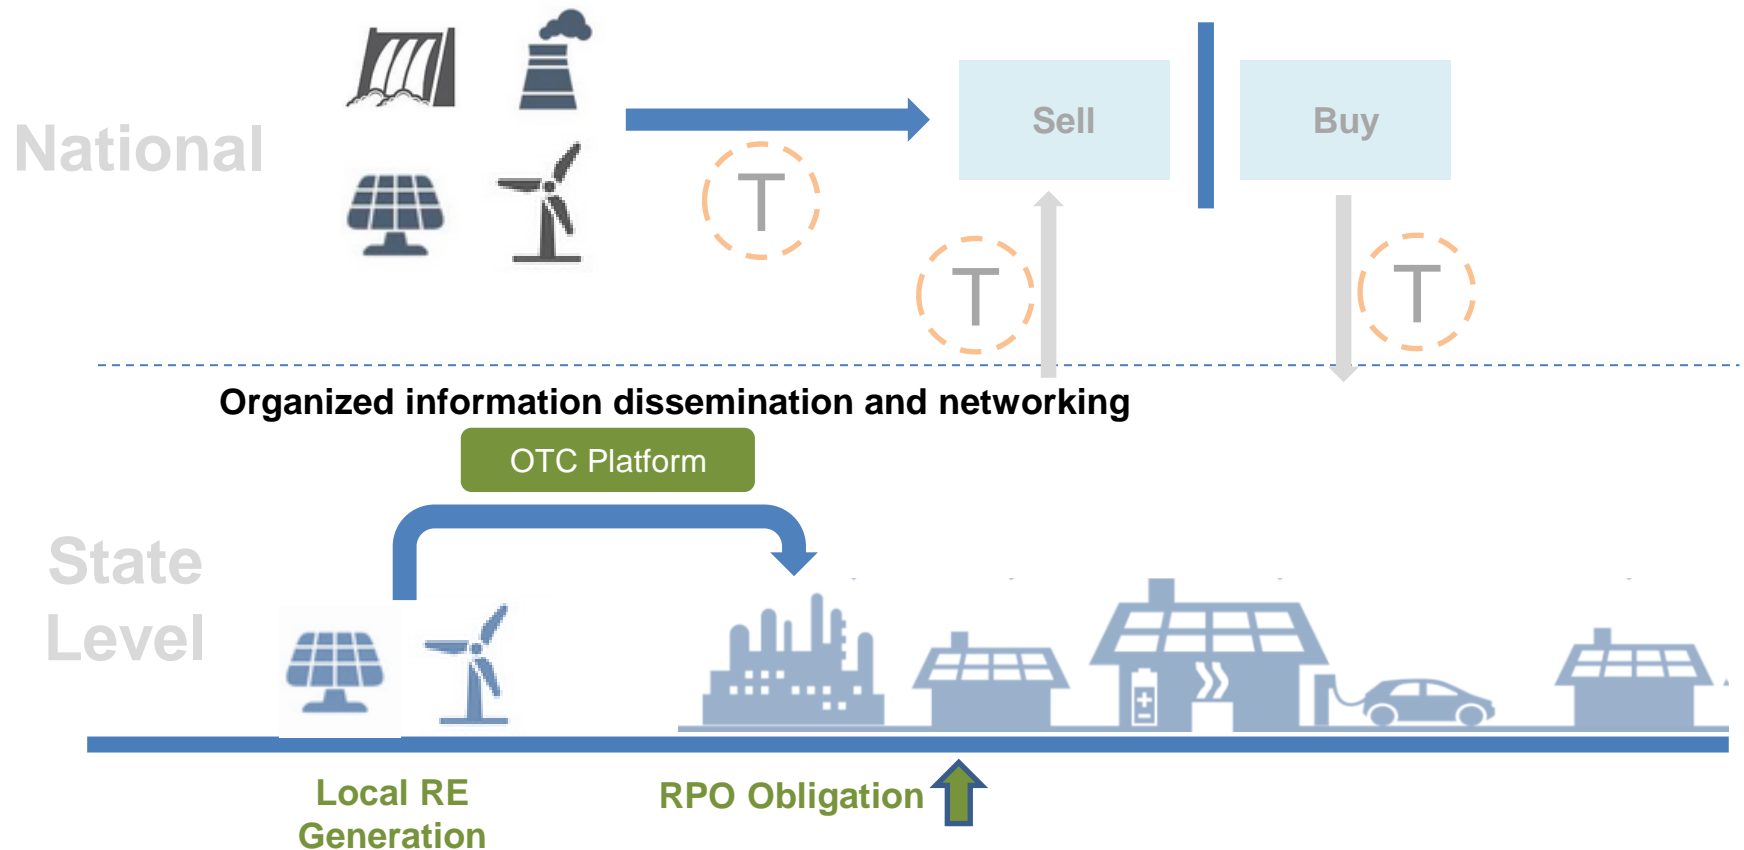 National
Sell
Buy
T
T
T
Organized information dissemination and networking
OTC Platform
State
Level
Local RE
Generation
RPO Obligation